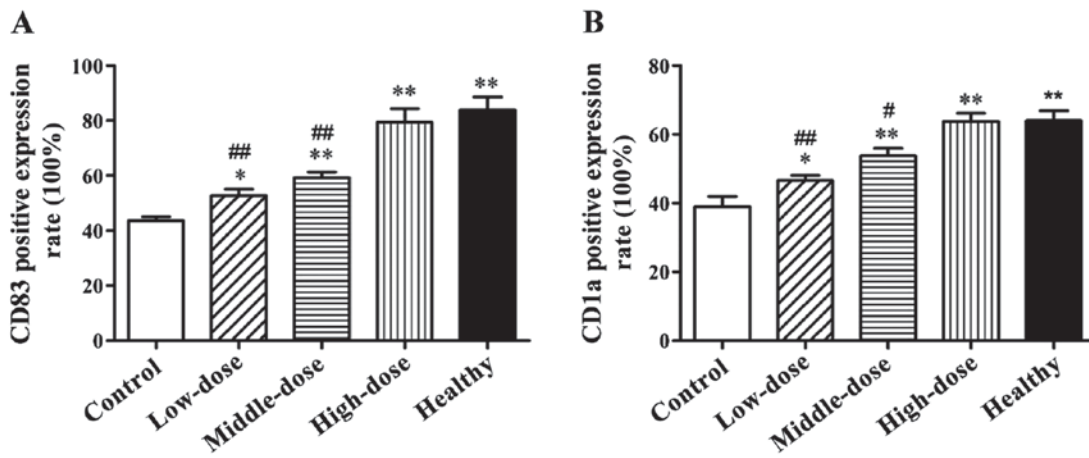 A
CD83 positive expression
rate (100%)
100
80
60
40
20
0
##
*
##
**
**
**
Control
Low-dose
Middle-dose
High-dose
Healthy
B
CD1a positive expression
rate (100%)
80
60
40
20
0
##
*
#
**
**
**
Control
Low-dose
Middle-dose
High-dose
Healthy